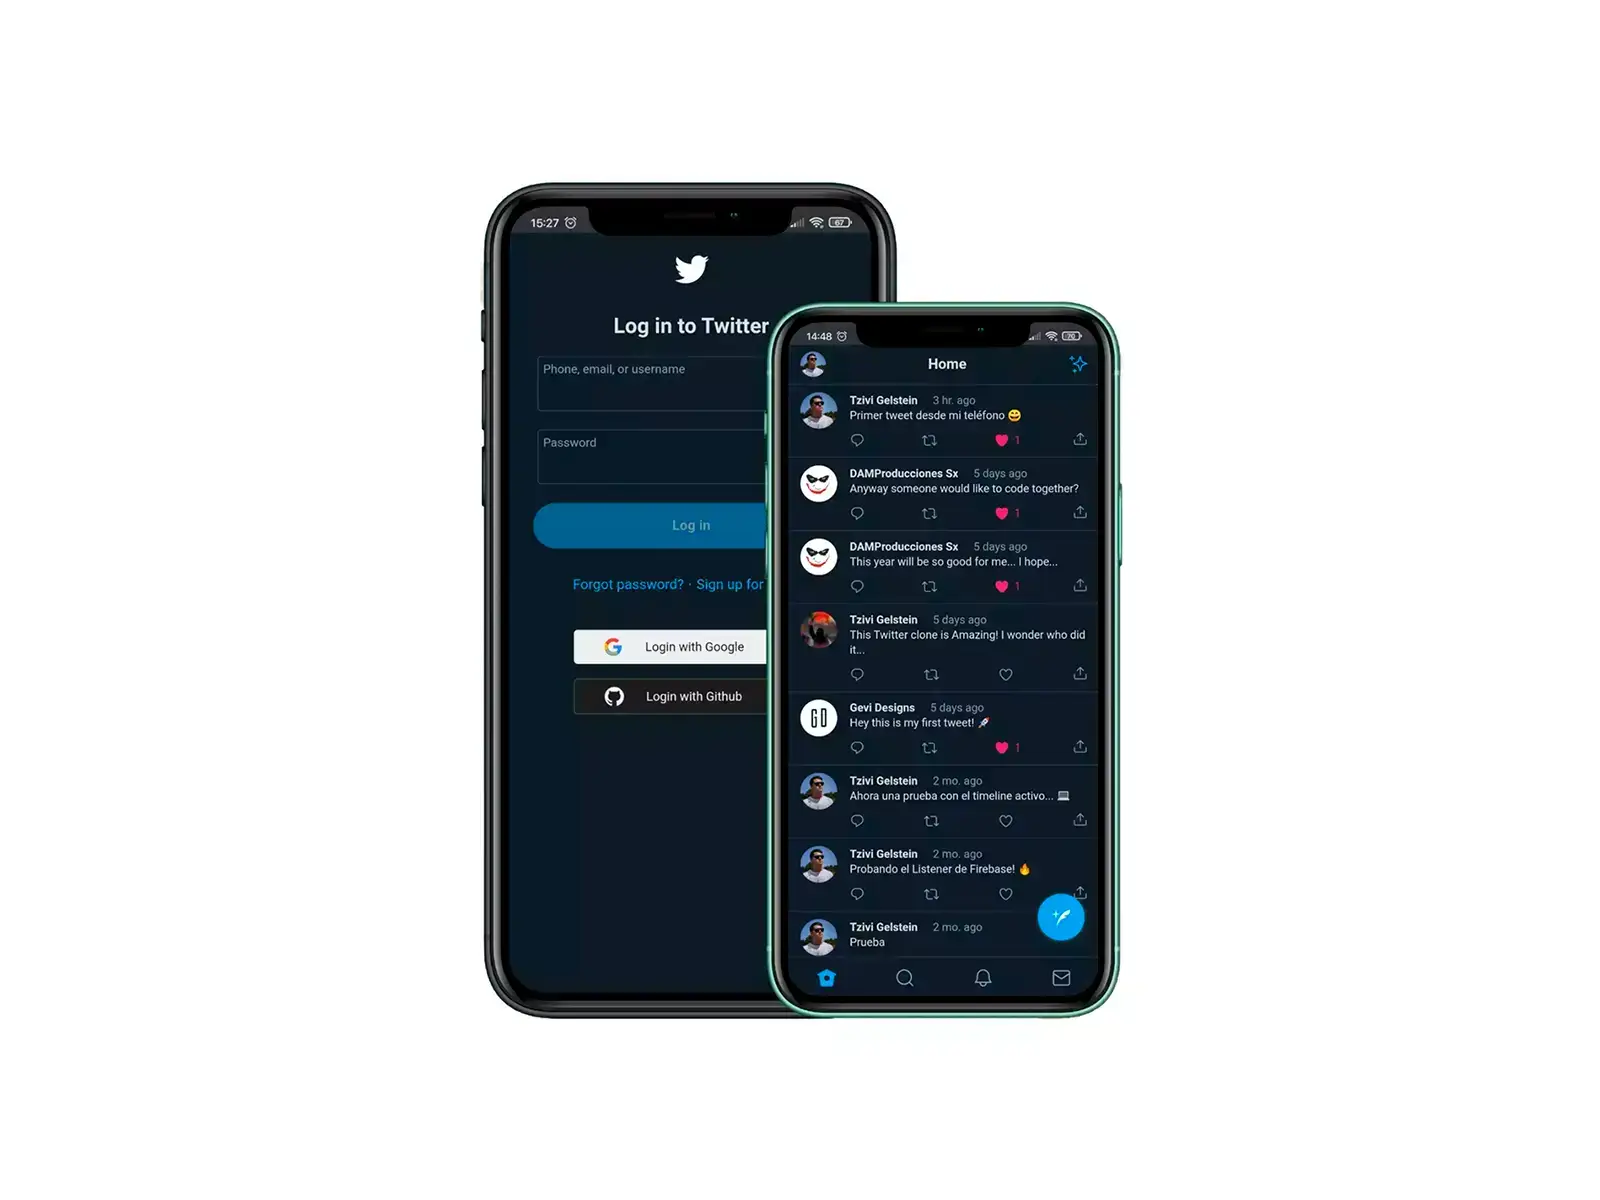 15:27
67
Log in to Twitter
Phone, email, or username
Password
Log in
Forgot password? · Sign up for
Login with Google
Login with Github
14:48
70
Home
Tzivi Gelstein 3 hr. ago
Primer tweet desde mi teléfono 😄
1
DAMProducciones Sx 5 days ago
Anyway someone would like to code together?
1
DAMProducciones Sx 5 days ago
This year will be so good for me... I hope...
1
Tzivi Gelstein 5 days ago
This Twitter clone is Amazing! I wonder who did
it...
GD
Gevi Designs 5 days ago
Hey this is my first tweet! 🚀
1
Tzivi Gelstein 2 mo. ago
Ahora una prueba con el timeline activo... 💻
Tzivi Gelstein 2 mo. ago
Probando el Listener de Firebase! 🔥
Tzivi Gelstein 2 mo. ago
Prueba